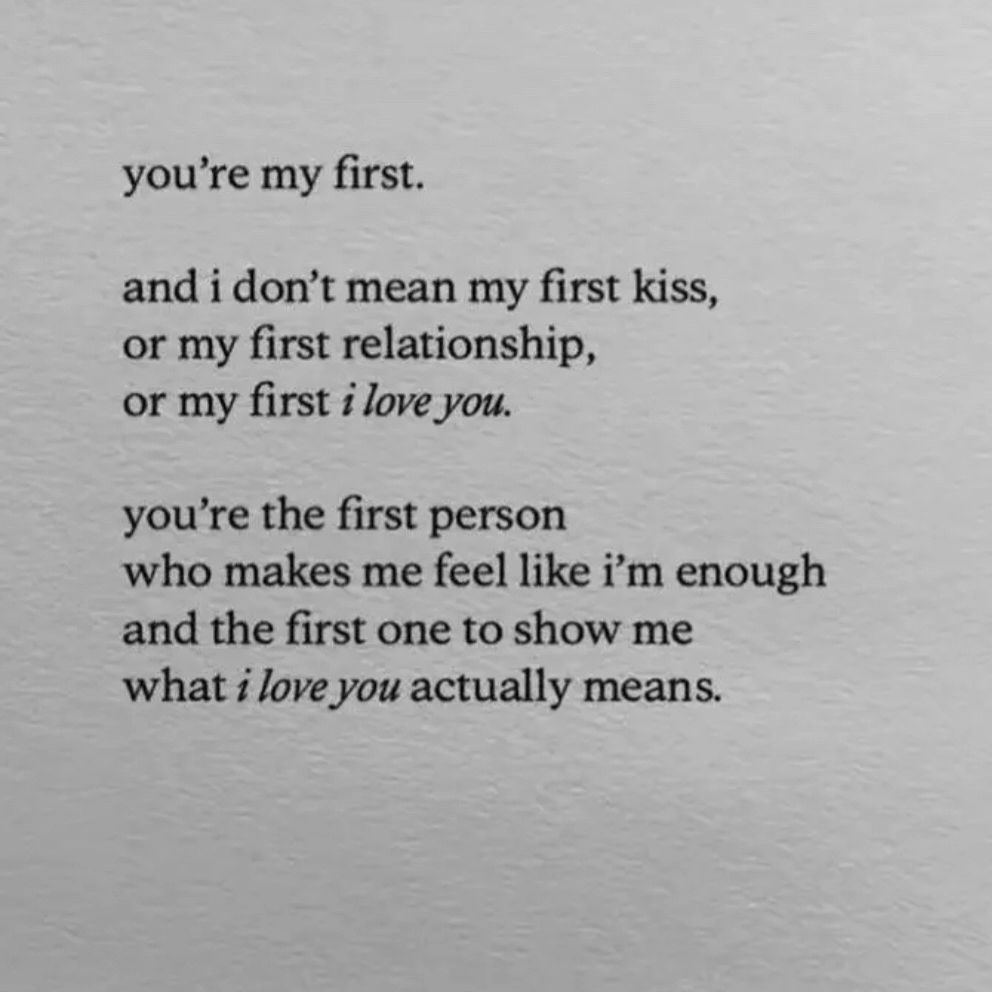 you're my first.
and i don't mean my first kiss,
or my first relationship,
or my first i love you.
you're the first person
who makes me feel like i'm enough
and the first one to show me
what i love you actually means.